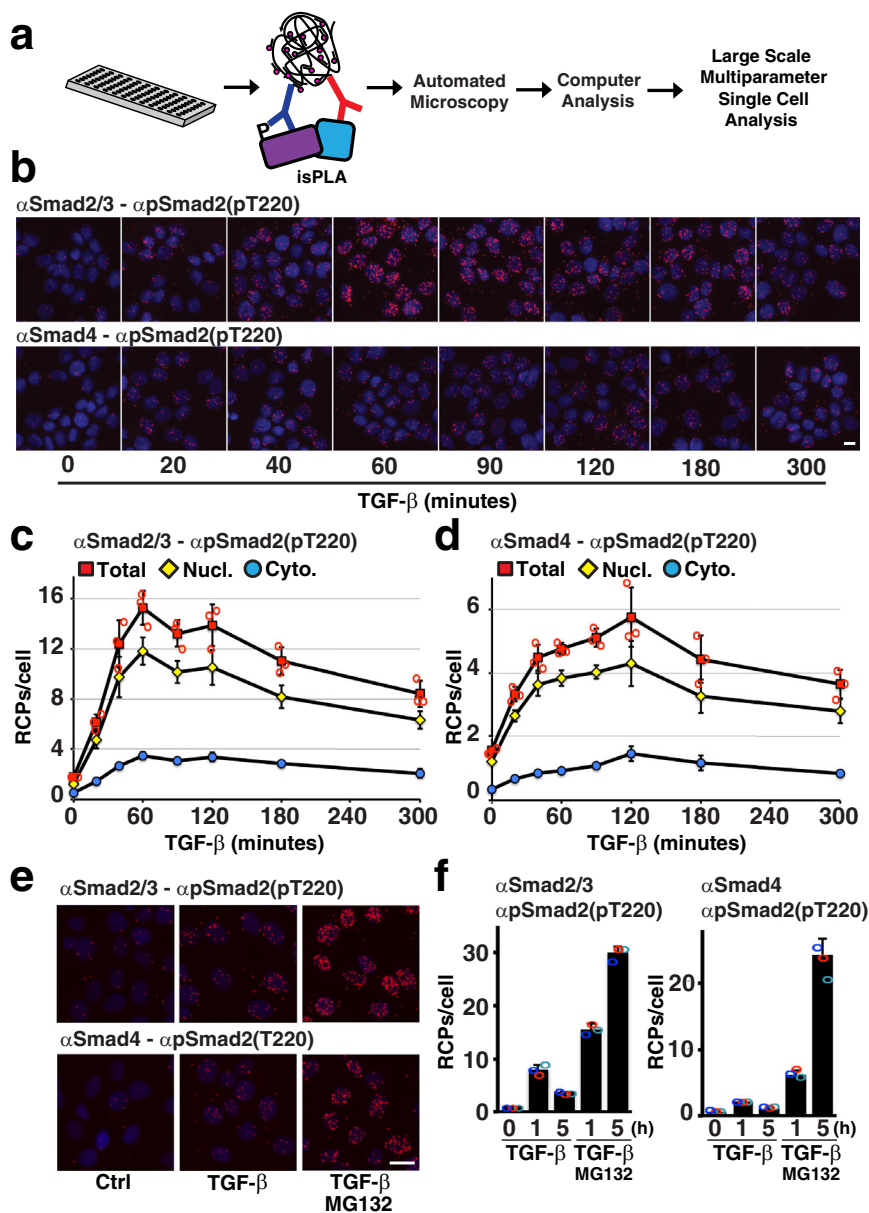 a
P
isPLA
Automated
Microscopy
Computer
Analysis
Large Scale
Multiparameter
Single Cell
Analysis
b
αSmad2/3 - αpSmad2(pT220)
αSmad4 - αpSmad2(pT220)
0 20 40 60 90 120 180 300
TGF-β (minutes)
c
αSmad2/3 - αpSmad2(pT220)
Total Nucl. Cyto.
RCPs/cell
16
12
8
4
0
0 60 120 180 240 300
TGF-β (minutes)
d
αSmad4 - αpSmad2(pT220)
Total Nucl. Cyto.
RCPs/cell
6
4
2
0
0 60 120 180 240 300
TGF-β (minutes)
e
αSmad2/3 - αpSmad2(pT220)
αSmad4 - αpSmad2(T220)
Ctrl
TGF-β
TGF-β
MG132
f
αSmad2/3
αpSmad2(pT220)
RCPs/cell
30
20
10
0
0 1 5 1 5 (h)
TGF-β TGF-β
MG132
αSmad4
αpSmad2(pT220)
RCPs/cell
20
10
0
0 1 5 1 5 (h)
TGF-β TGF-β
MG132